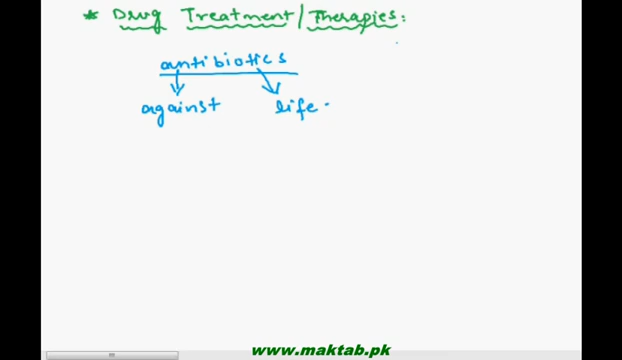 * Drug Treatment/Therapies:
antibiotics
against life.
www.maktab.pk